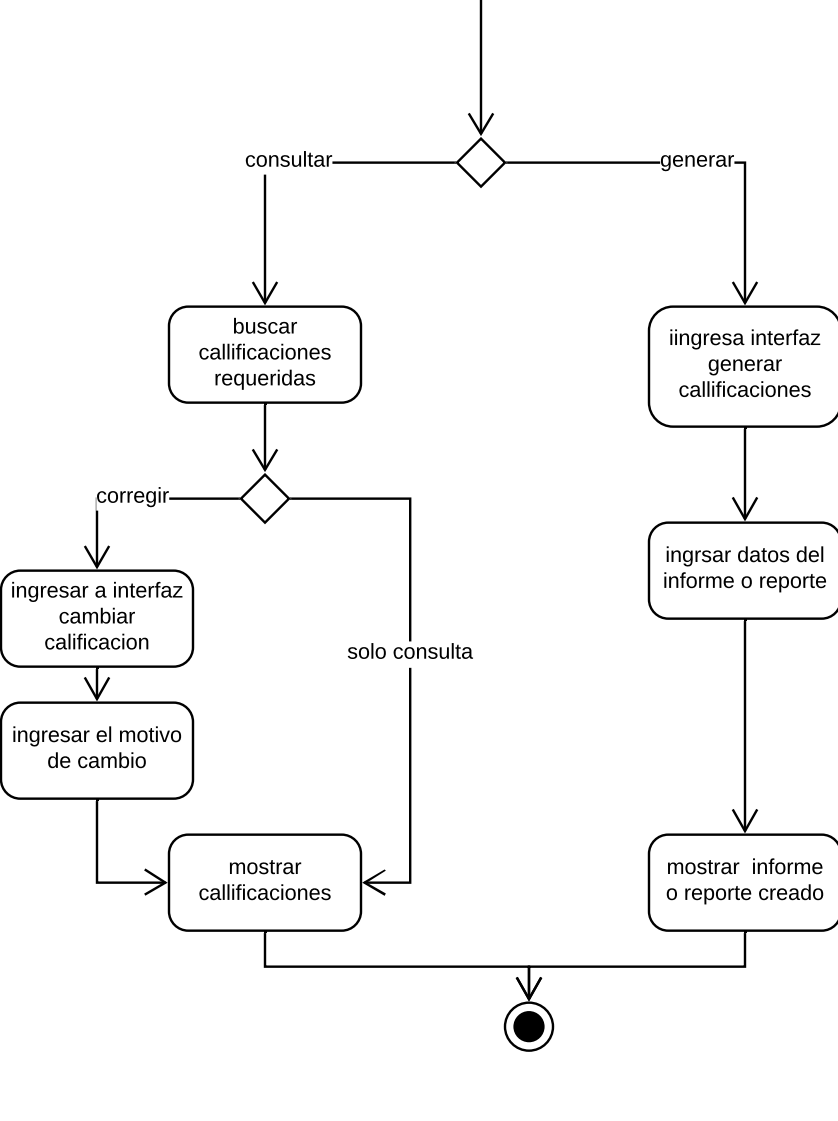 consultar
generar
buscar
callificaciones
requeridas
iingresa interfaz
generar
callificaciones
corregir
ingrsar datos del
informe o reporte
ingresar a interfaz
cambiar
calificacion
solo consulta
ingresar el motivo
de cambio
mostrar
callificaciones
mostrar  informe
o reporte creado